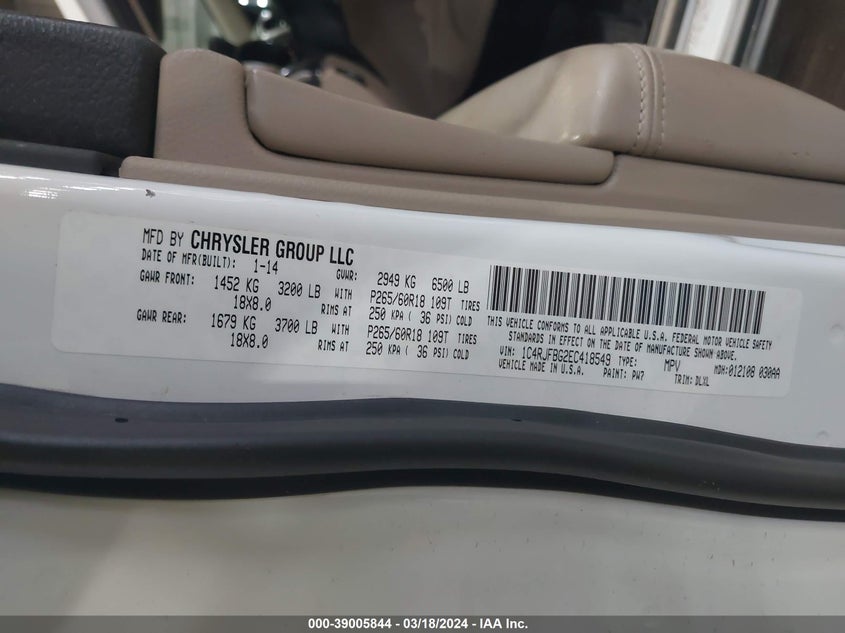 MFD BY CHRYSLER GROUP LLC
DATE OF MFR(BUILT): 1-14
GVWR: 2949 KG 6500 LB
GAWR FRONT: 1452 KG 3200 LB WITH P265/60R18 109T TIRES
18X8.0 RIMS AT 250 KPA ( 36 PSI) COLD
GAWR REAR: 1679 KG 3700 LB WITH P265/60R18 109T TIRES
18X8.0 RIMS AT 250 KPA ( 36 PSI) COLD
THIS VEHICLE CONFORMS TO ALL APPLICABLE U.S.A. FEDERAL MOTOR VEHICLE SAFETY
STANDARDS IN EFFECT ON THE DATE OF MANUFACTURE SHOWN ABOVE.
VIN: 1C4RJFBG2EC418549 TYPE: MPV MDH:012108 030AA
VEHICLE MADE IN U.S.A. PAINT: PW7 TRIM: DLXL
000-39005844 - 03/18/2024 - IAA Inc.